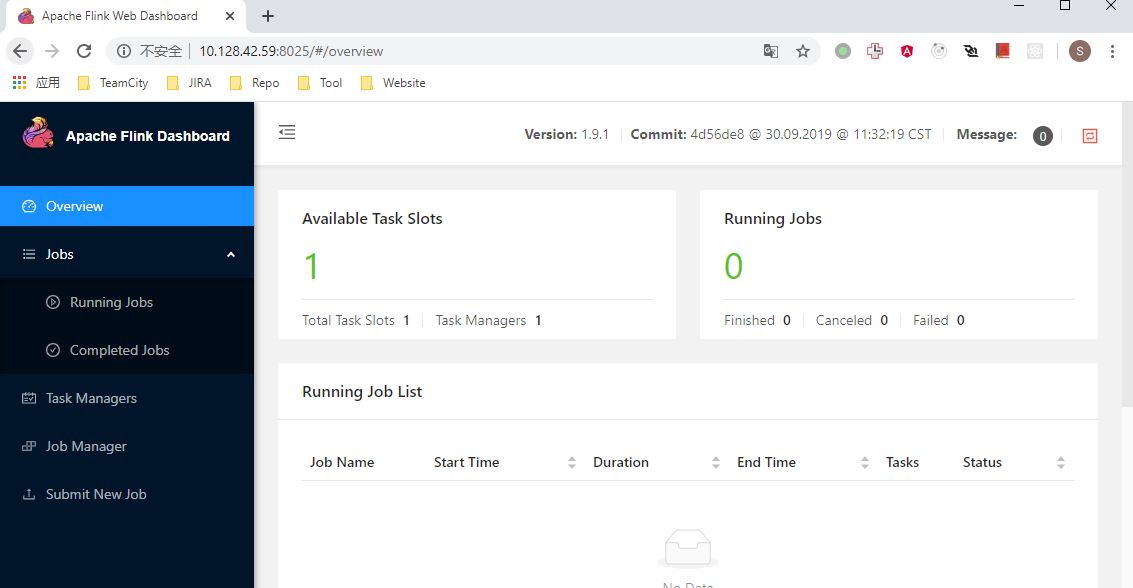 Apache Flink Web Dashboard
不安全 10.128.42.59:8025/#/overview
S
应用 TeamCity JIRA Repo Tool Website
Apache Flink Dashboard
Version: 1.9.1 Commit: 4d56de8 @ 30.09.2019 @ 11:32:19 CST Message: 0
Overview
Jobs
Running Jobs
Completed Jobs
Task Managers
Job Manager
Submit New Job
Available Task Slots
1
Total Task Slots 1 Task Managers 1
Running Jobs
0
Finished 0 Canceled 0 Failed 0
Running Job List
Job Name Start Time Duration End Time Tasks Status
No Data